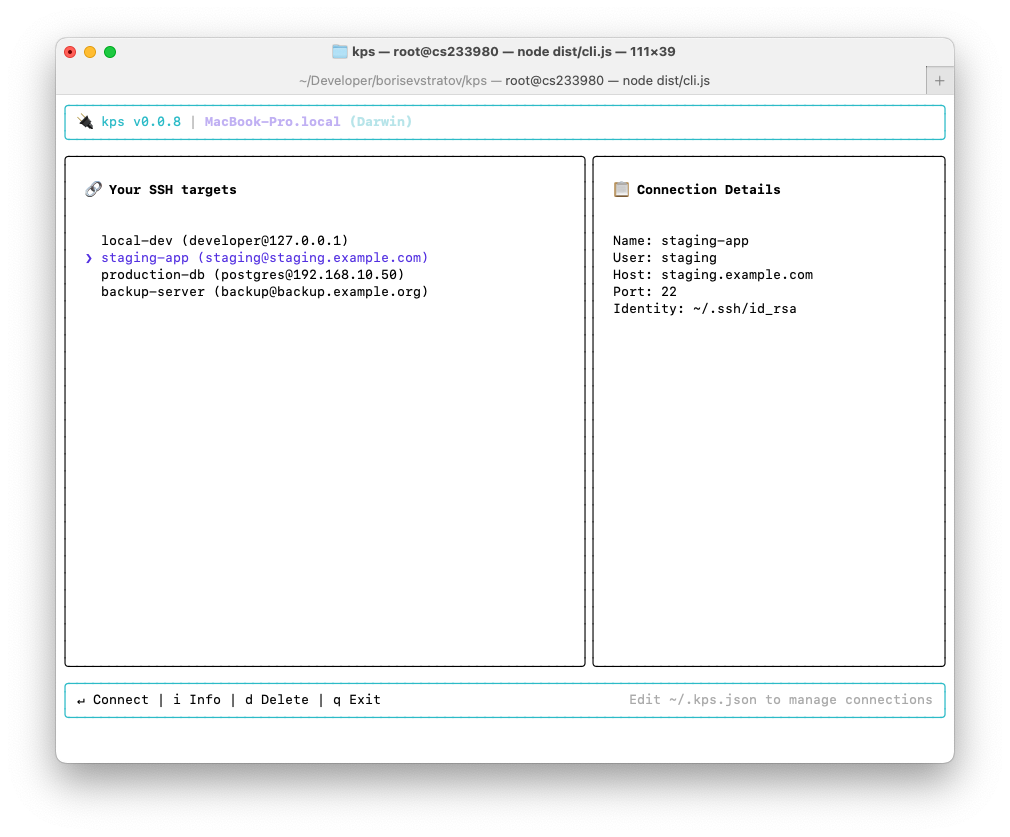 kps — root@cs233980 — node dist/cli.js — 111×39
~/Developer/borisevstratov/kps — root@cs233980 — node dist/cli.js
kps v0.0.8 | MacBook-Pro.local (Darwin)
Your SSH targets
local-dev (developer@127.0.0.1)
❯ staging-app (staging@staging.example.com)
production-db (postgres@192.168.10.50)
backup-server (backup@backup.example.org)
Connection Details
Name: staging-app
User: staging
Host: staging.example.com
Port: 22
Identity: ~/.ssh/id_rsa
↵ Connect | i Info | d Delete | q Exit
Edit ~/.kps.json to manage connections